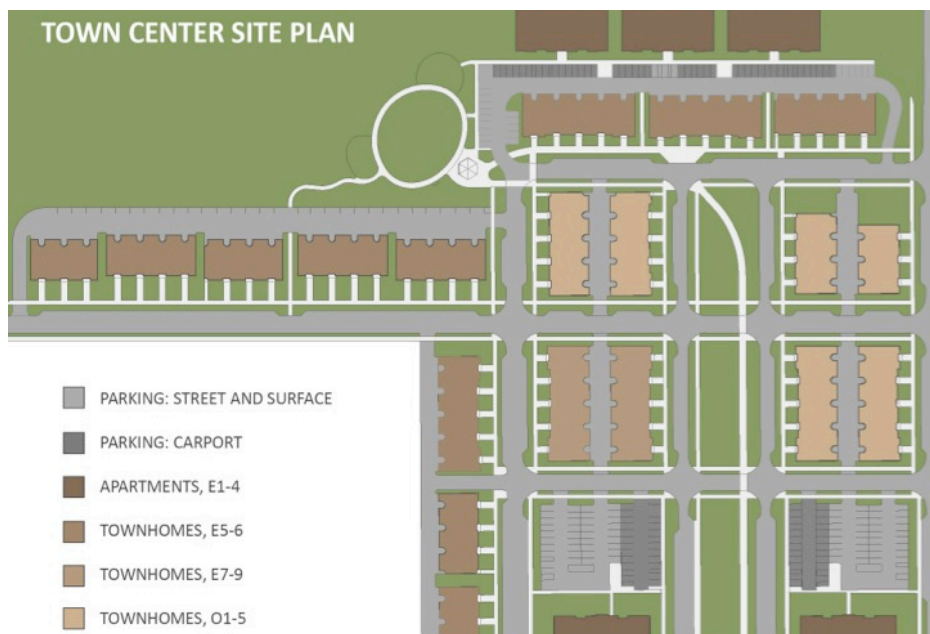 TOWN CENTER SITE PLAN
PARKING: STREET AND SURFACE
PARKING: CARPORT
APARTMENTS, E1-4
TOWNHOMES, E5-6
TOWNHOMES, E7-9
TOWNHOMES, O1-5